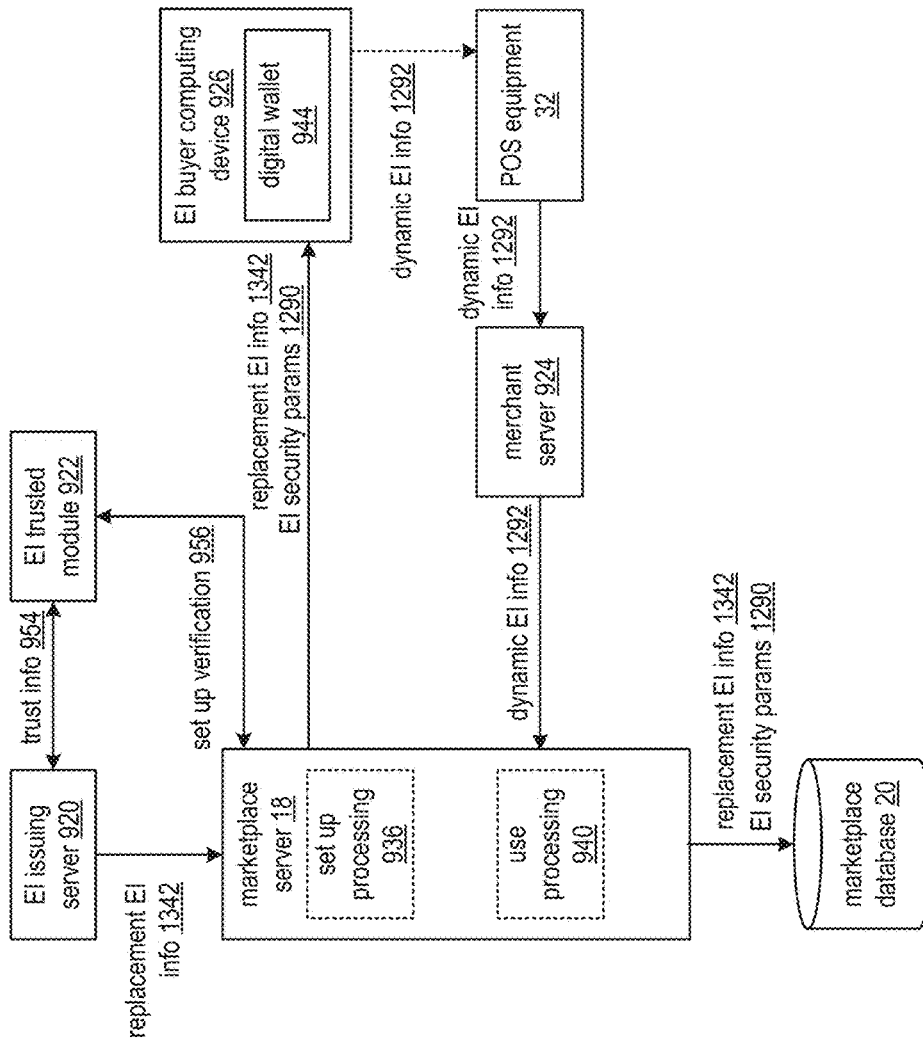 EI issuing
server 920
trust info 954
EI trusted
module 922
replacement EI
info 1342
set up verification 956
marketplace
server 18
set up
processing
936
use
processing
940
replacement EI info 1342
EI security params 1290
EI buyer computing
device 926
digital wallet
944
dynamic EI info 1292
POS equipment
32
dynamic EI
info 1292
merchant
server 924
dynamic EI info 1292
replacement EI info 1342
EI security params 1290
marketplace
database 20